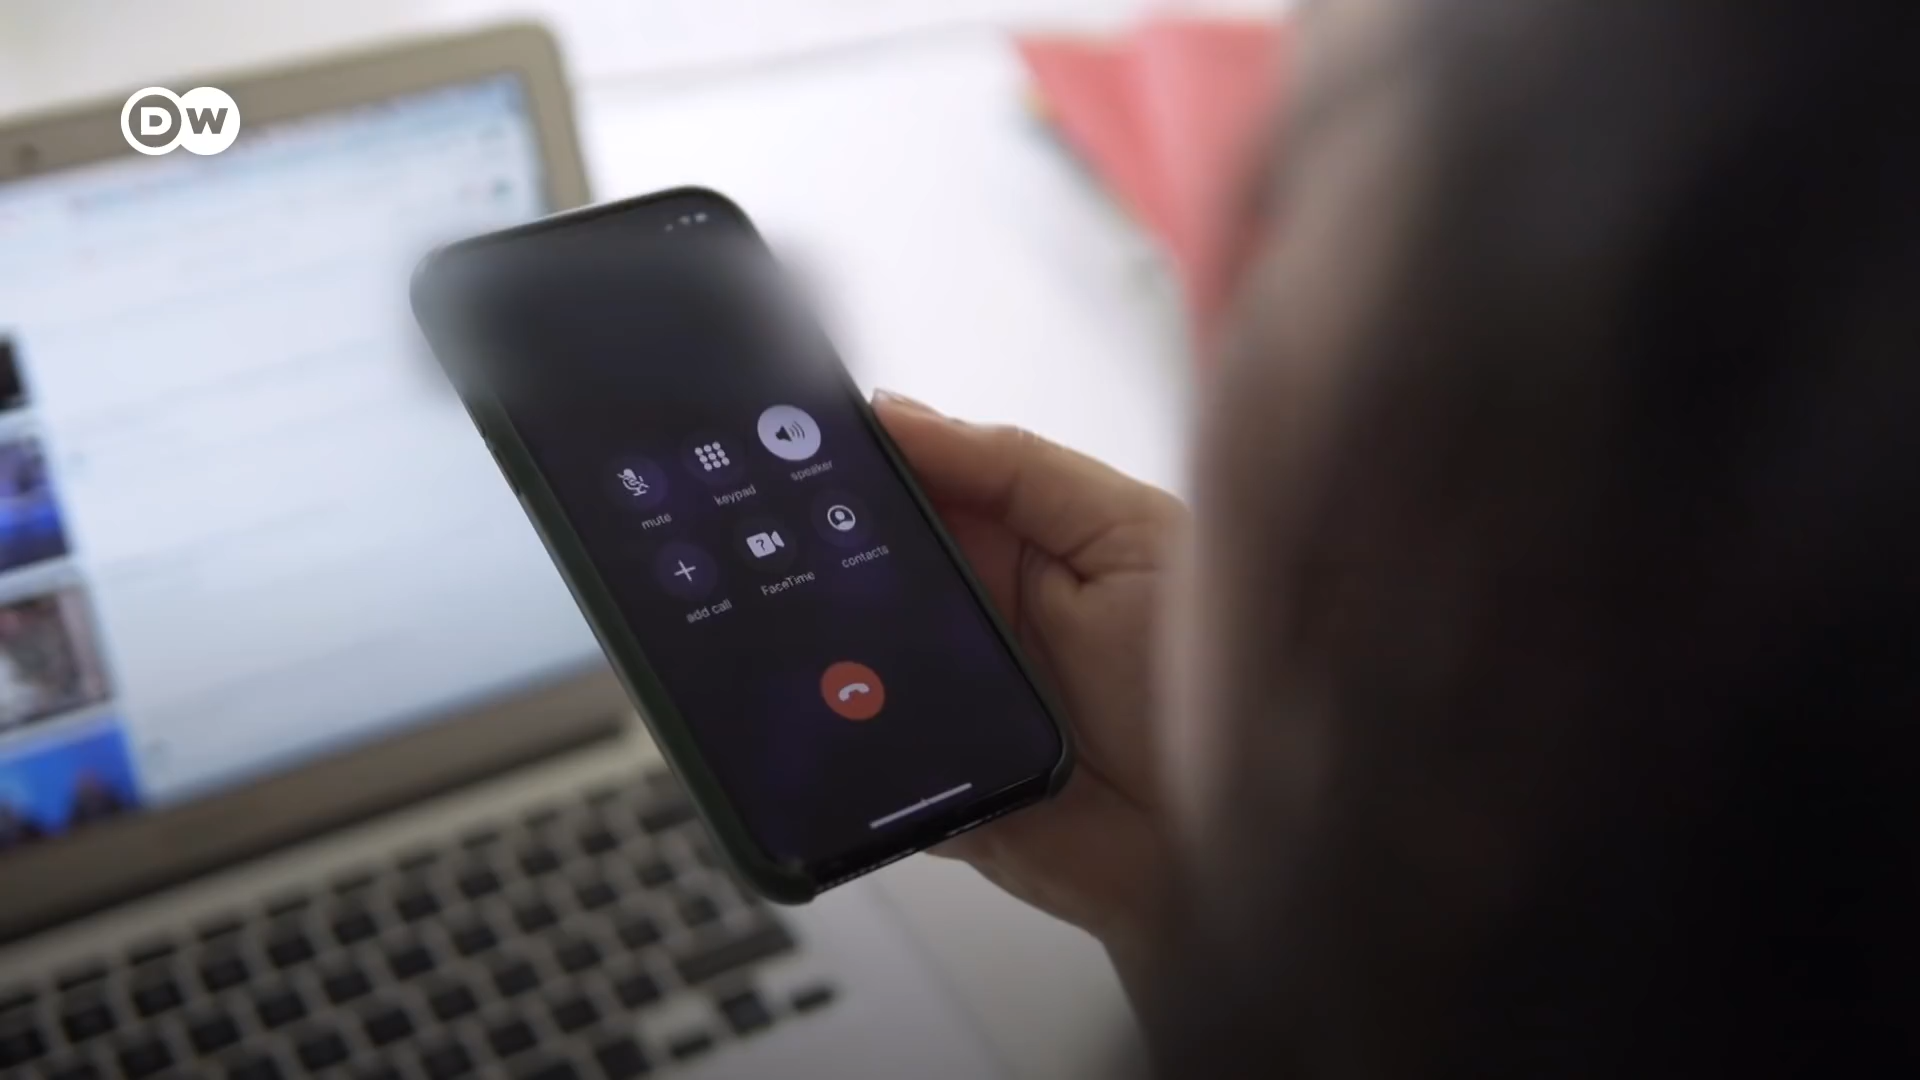 DW
mute
keypad
speaker
add call
FaceTime
contacts